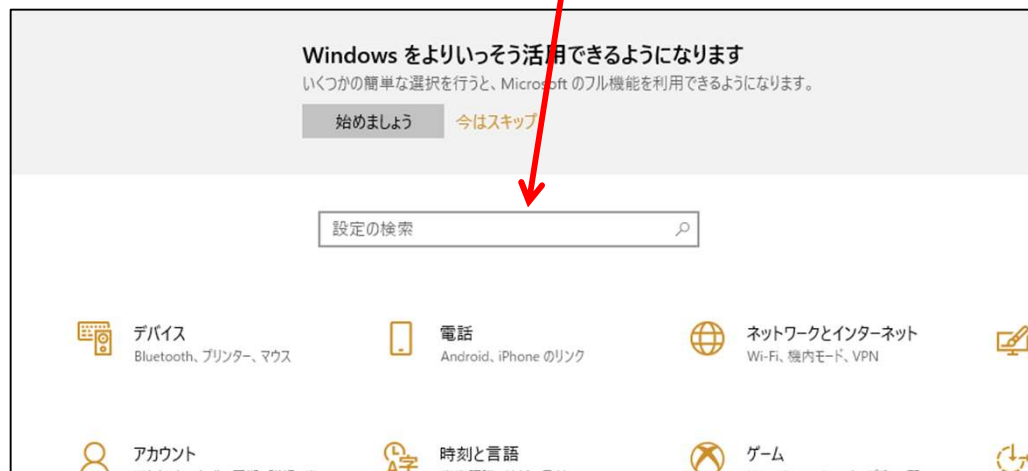 Windows をよりいっそう活用できるようになります
いくつかの簡単な選択を行うと、Microsoft のフル機能を利用できるようになります。
始めましょう 今はスキップ
設定の検索
デバイス
Bluetooth、プリンター、マウス
電話
Android、iPhone のリンク
ネットワークとインターネット
Wi-Fi、機内モード、VPN
アカウント
時刻と言語
ゲーム